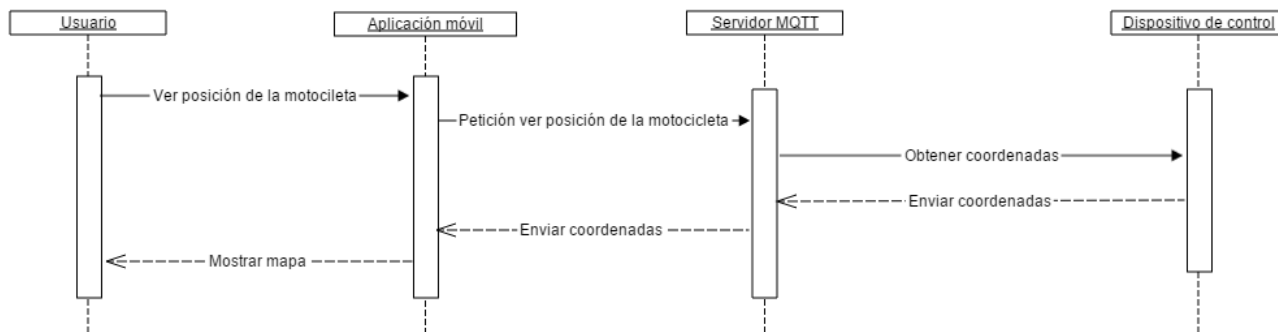 Usuario
Aplicación móvil
Servidor MQTT
Dispositivo de control
Ver posición de la motocileta
Petición ver posición de la motocicleta
Obtener coordenadas
Enviar coordenadas
Enviar coordenadas
Mostrar mapa